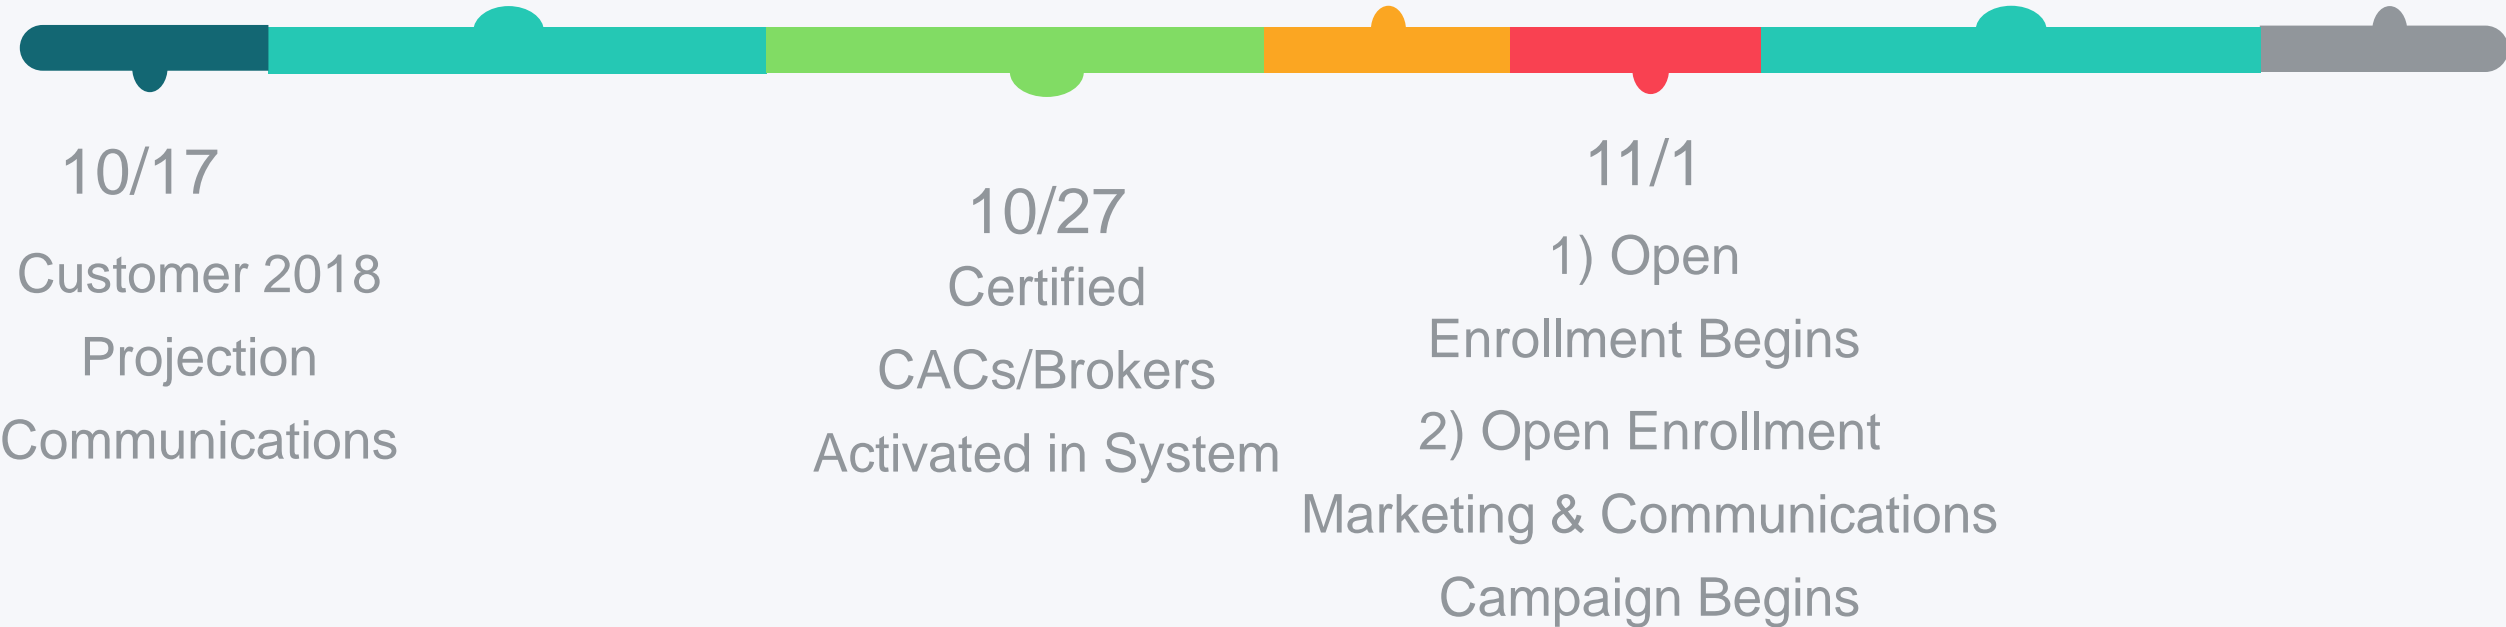 10/17
Customer 2018
Projection
Communications
10/27
Certified
CACs/Brokers
Activated in System
11/1
1) Open
Enrollment Begins
2) Open Enrollment
Marketing & Communications
Campaign Begins